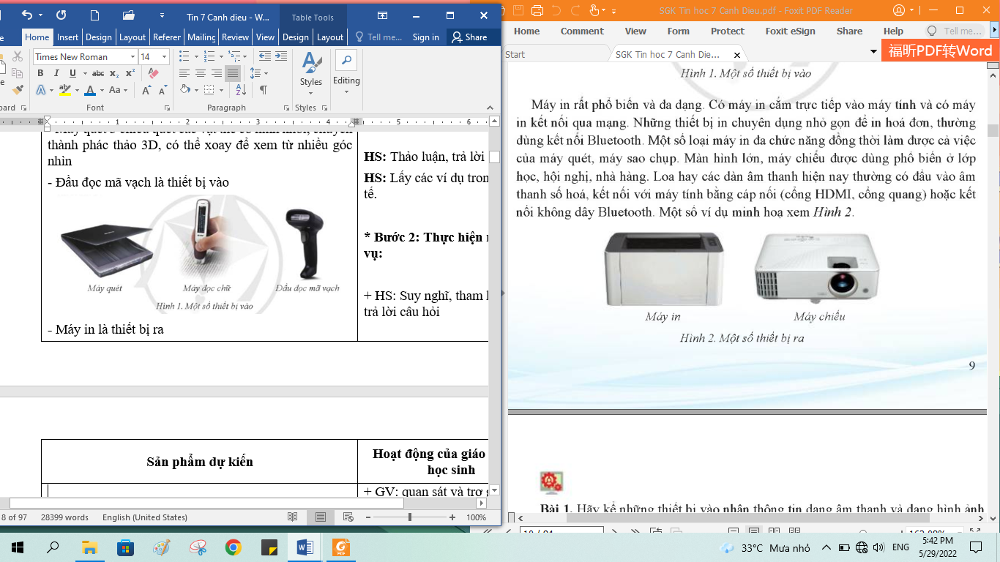 Tin 7 Canh dieu - W...
Table Tools
Home Insert Design Layout Referer Mailing Review View Design Layout Tell me... Sign in Share
Times New Roman 14
B I U abc x₂ x²
A A Aa A A
Styles
Editing
Font
Paragraph
Styles
1 2 3 4 5 6
thành phác thảo 3D, có thể xoay để xem từ nhiều góc
nhìn
- Đầu đọc mã vạch là thiết bị vào
Máy quét Máy đọc chữ Đầu đọc mã vạch
Hình 1. Một số thiết bị vào
- Máy in là thiết bị ra
HS: Thảo luận, trả lời
HS: Lấy các ví dụ tron
tế.
* Bước 2: Thực hiện
vụ:
+ HS: Suy nghĩ, tham
trả lời câu hỏi
Sản phẩm dự kiến
Hoạt động của giáo
học sinh
+ GV: quan sát và trợ
8 of 97 28399 words English (United States) 100%
SGK Tin hoc 7 Canh Dieu.pdf - Foxit PDF Reader
Home Comment View Form Protect Foxit eSign Share Help Tell me...
Start
SGK Tin hoc 7 Canh Die...
福昕PDF转Word
Hình 1. Một số thiết bị vào
Máy in rất phổ biến và đa dạng. Có máy in cắm trực tiếp vào máy tính và có máy
in kết nối qua mạng. Những thiết bị in chuyên dụng nhỏ gọn để in hoá đơn, thường
dùng kết nối Bluetooth. Một số loại máy in đa chức năng đồng thời làm được cả việc
của máy quét, máy sao chụp. Màn hình lớn, máy chiếu được dùng phổ biến ở lớp
học, hội nghị, nhà hàng. Loa hay các dàn âm thanh hiện nay thường có đầu vào âm
thanh số hoá, kết nối với máy tính bằng cáp nối (cổng HDMI, cổng quang) hoặc kết
nối không dây Bluetooth. Một số ví dụ minh hoạ xem Hình 2.
Máy in Máy chiếu
Hình 2. Một số thiết bị ra
9
Bài 1. Hãy kể những thiết bị vào nhận thông tin dạng âm thanh và dạng hình ảnh
33°C Mưa nhỏ
ENG
5:42 PM
5/29/2022